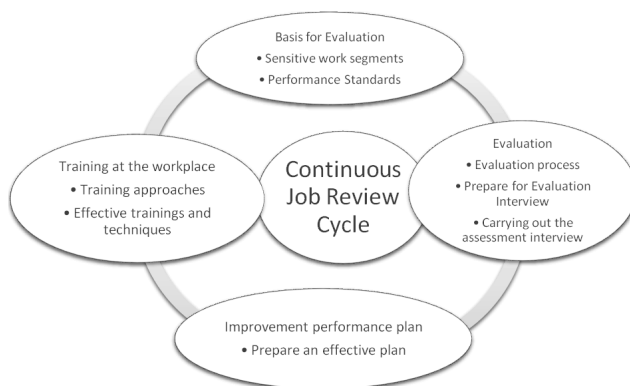 Basis for Evaluation
• Sensitive work segments
• Performance Standards
Training at the workplace
• Training approaches
• Effective trainings and
techniques
Continuous
Job Review
Cycle
Evaluation
• Evaluation process
• Prepare for Evaluation
Interview
• Carrying out the
assessment interview
Improvement performance plan
• Prepare an effective plan